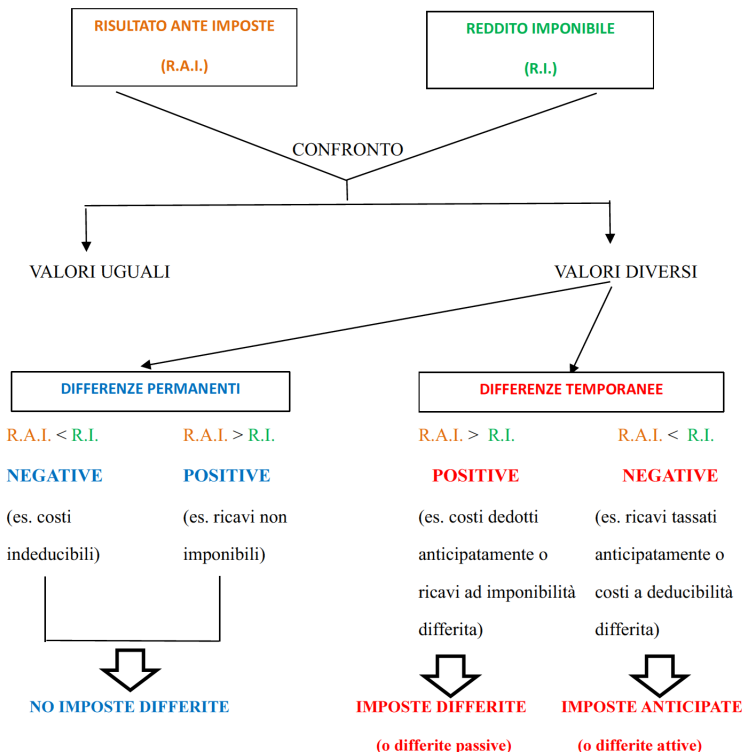 RISULTATO ANTE IMPOSTE
(R.A.I.)
REDDITO IMPONIBILE
(R.I.)
CONFRONTO
VALORI UGUALI
VALORI DIVERSI
DIFFERENZE PERMANENTI
R.A.I. < R.I.
NEGATIVE
(es. costi
indeducibili)
R.A.I. > R.I.
POSITIVE
(es. ricavi non
imponibili)
NO IMPOSTE DIFFERITE
DIFFERENZE TEMPORANEE
R.A.I. > R.I.
POSITIVE
(es. costi dedotti
anticipatamente o
ricavi ad imponibilità
differita)
IMPOSTE DIFFERITE
(o differite passive)
R.A.I. < R.I.
NEGATIVE
(es. ricavi tassati
anticipatamente o
costi a deducibilità
differita)
IMPOSTE ANTICIPATE
(o differite attive)